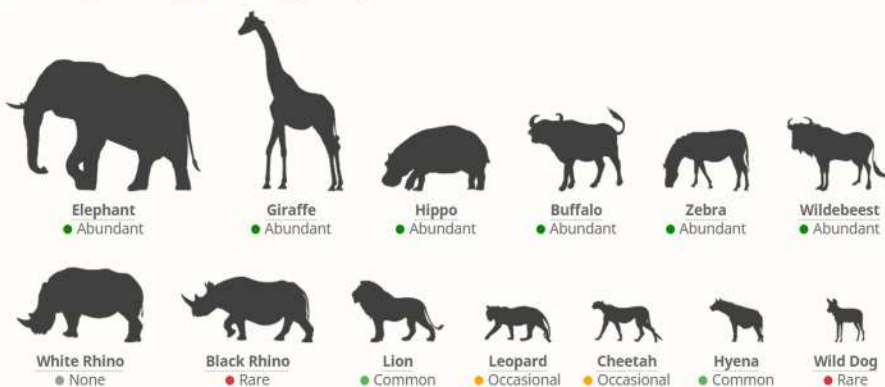 Elephant Giraffe Hippo Buffalo Zebra Wildebeest
Abundant Abundant Abundant Abundant Abundant Abundant
White Rhino Black Rhino Lion Leopard Cheetah Hyena Wild Dog
None Rare Common Occasional Occasional Common Rare